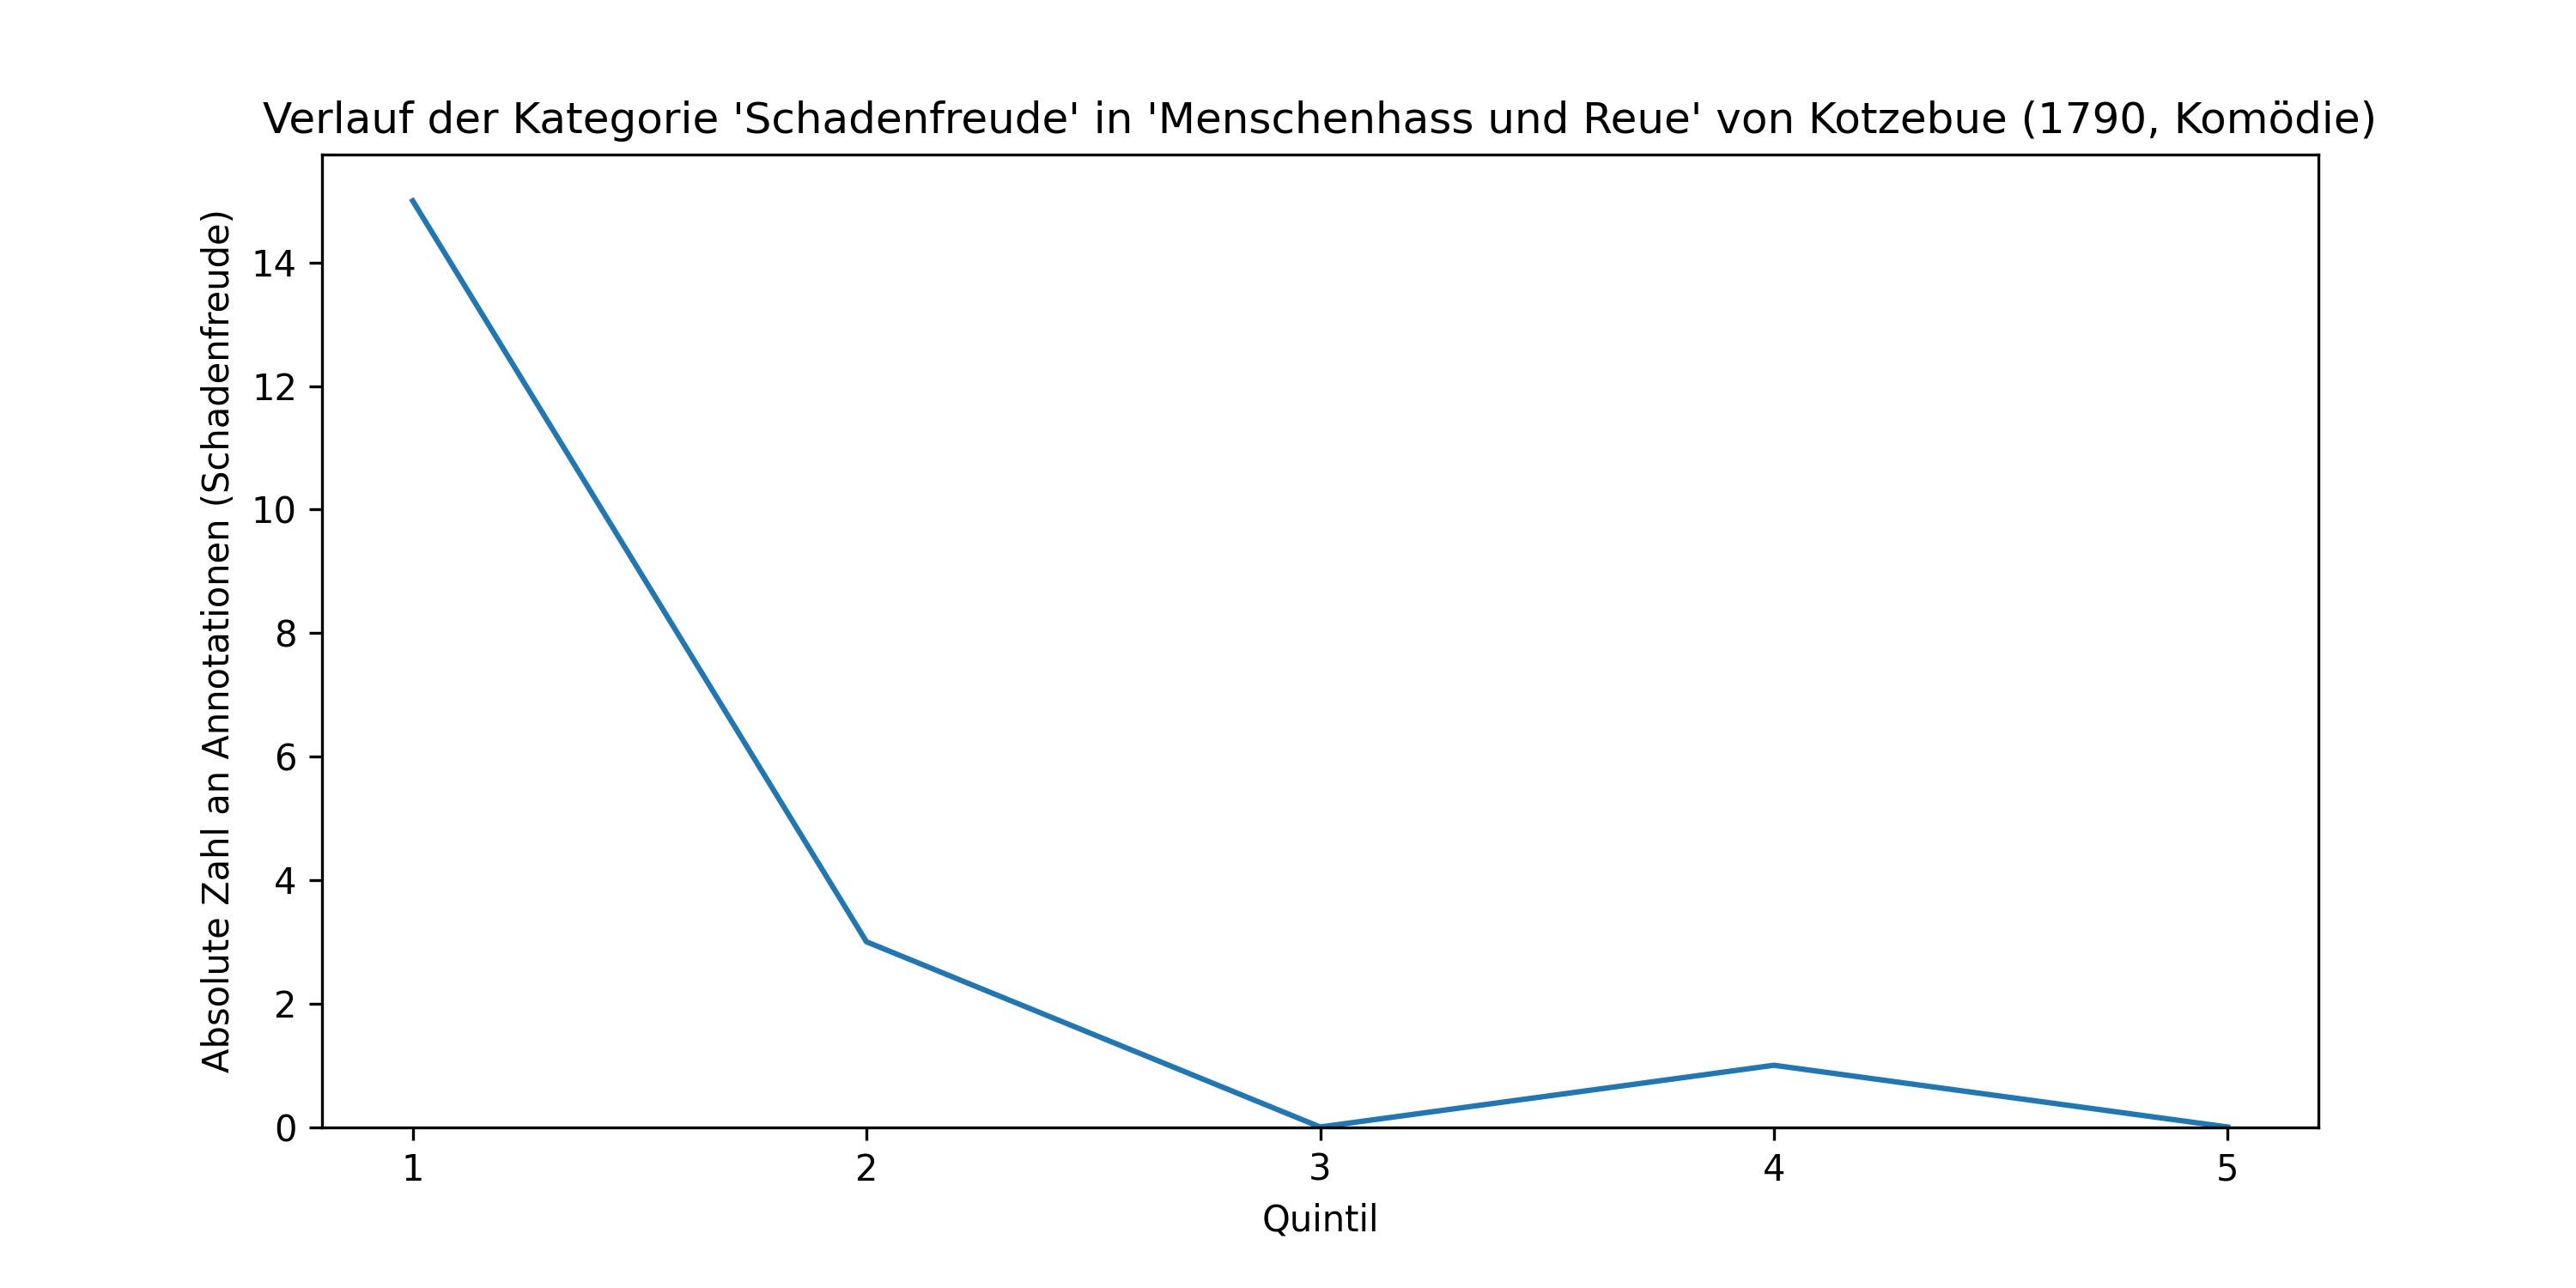 Verlauf der Kategorie 'Schadenfreude' in 'Menschenhass und Reue' von Kotzebue (1790, Komödie)
Absolute Zahl an Annotationen (Schadenfreude)
14
12
10
8
6
4
2
0
1 2 3 4 5
Quintil